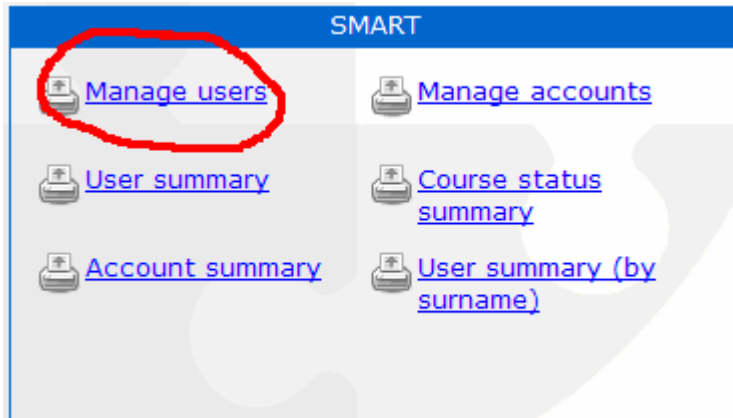 SMART
Manage users
Manage accounts
User summary
Course status
summary
Account summary
User summary (by
surname)